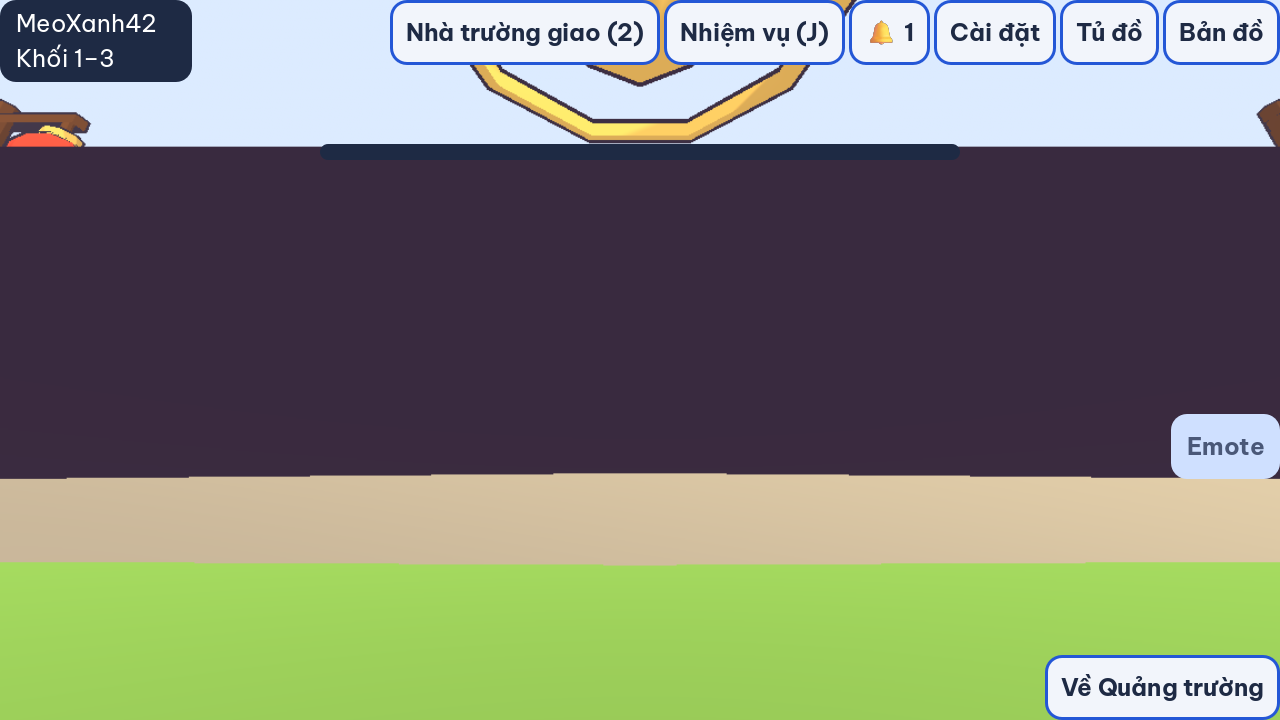 MeoXanh42
Khối 1–3
Nhà trường giao (2)
Nhiệm vụ (J)
🔔 1
Cài đặt
Tủ đồ
Bản đồ
Emote
Về Quảng trường